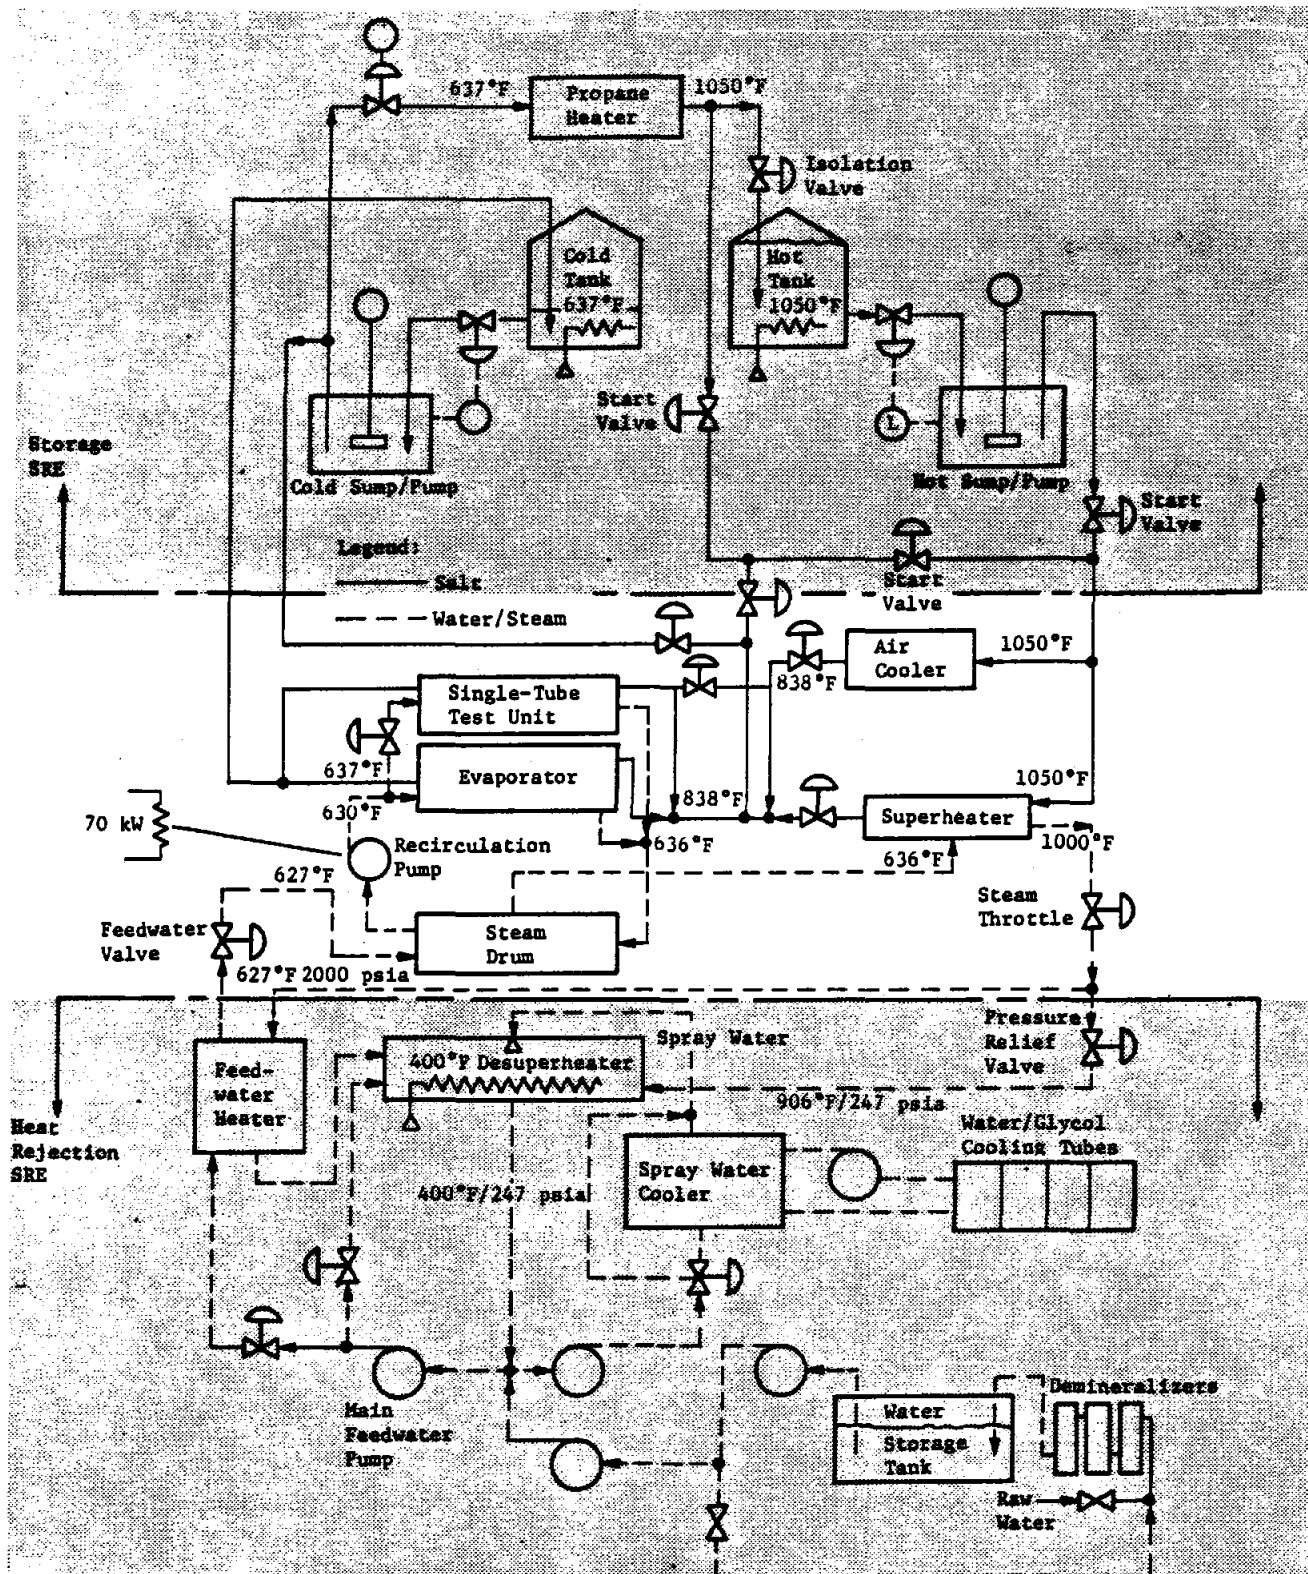 637°F
Propane
Heater
1050°F
Isolation
Valve
Cold
Tank
637°F
Hot
Tank
1050°F
Start
Valve
L
Storage
SRE
Cold Sump/Pump
Hot Sump/Pump
Start
Valve
Legend:
Salt
Water/Steam
Start
Valve
Air
Cooler
1050°F
838°F
Single-Tube
Test Unit
637°F
Evaporator
630°F
838°F
1050°F
Superheater
70 kW
Recirculation
Pump
636°F
636°F
1000°F
627°F
Steam
Throttle
Feedwater
Valve
Steam
Drum
627°F 2000 psia
Pressure
Relief
Valve
Spray Water
400°F Desuperheater
Feed-
water
Heater
906°F/247 psia
Heat
Rejection
SRE
Water/Glycol
Cooling Tubes
Spray Water
Cooler
400°F/247 psia
Main
Feedwater
Pump
Demineralizers
Water
Storage
Tank
Raw
Water